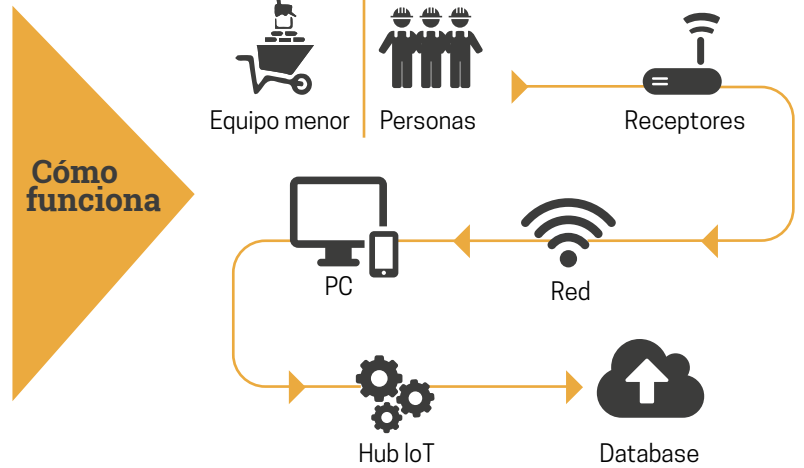 Equipo menor
Personas
Receptores
Cómo
funciona
PC
Red
Hub IoT
Database